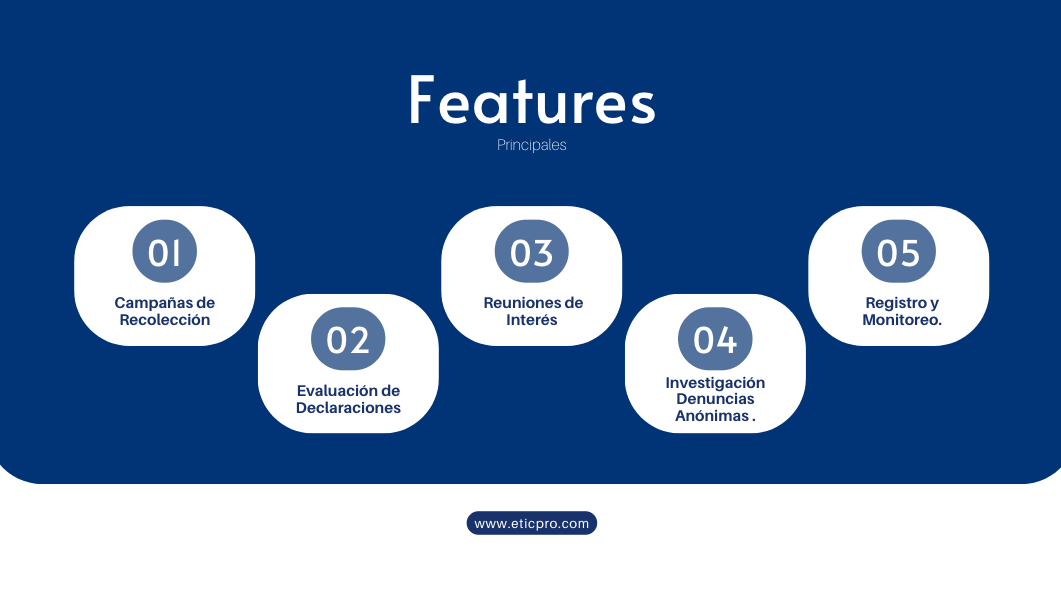 Features
Principales
01
Campañas de
Recolección
02
Evaluación de
Declaraciones
03
Reuniones de
Interés
04
Investigación
Denuncias
Anónimas .
05
Registro y
Monitoreo.
www.eticpro.com